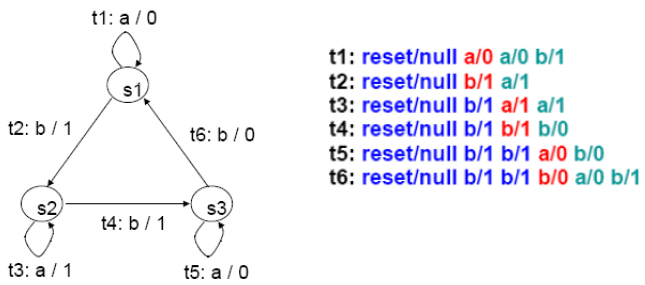 t1: a / 0
s1
t2: b / 1
t6: b / 0
s2
s3
t4: b / 1
t3: a / 1
t5: a / 0
t1: reset/null a/0 a/0 b/1
t2: reset/null b/1 a/1
t3: reset/null b/1 a/1 a/1
t4: reset/null b/1 b/1 b/0
t5: reset/null b/1 b/1 a/0 b/0
t6: reset/null b/1 b/1 b/0 a/0 b/1